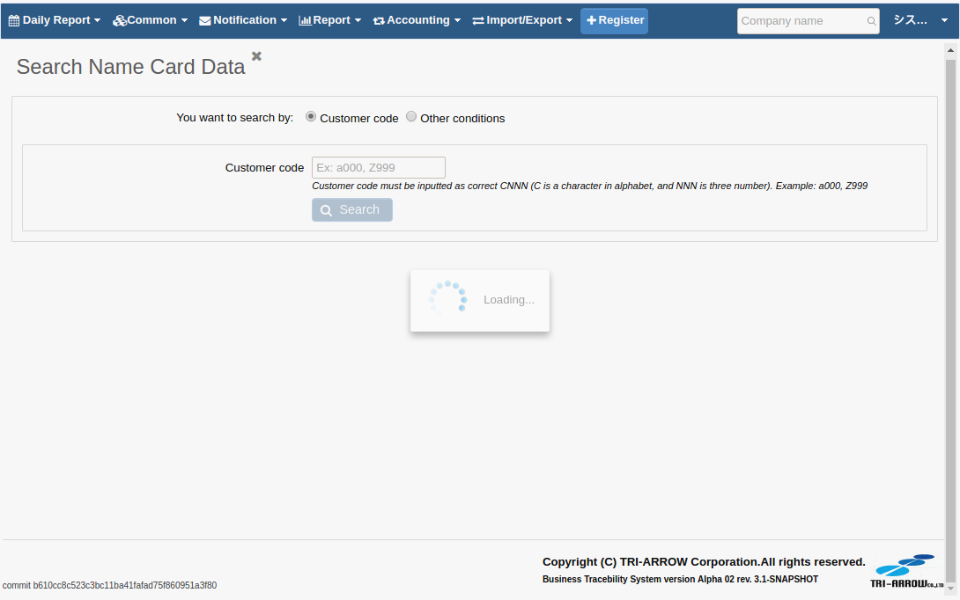 Daily Report Common Notification Report Accounting Import/Export Register Company name シス...
Search Name Card Data
You want to search by: Customer code Other conditions
Customer code Ex: a000, Z999
Customer code must be inputted as correct CNNN (C is a character in alphabet, and NNN is three number). Example: a000, Z999
Search
Loading...
Copyright (C) TRI-ARROW Corporation.All rights reserved.
Business Tracebility System version Alpha 02 rev. 3.1-SNAPSHOT
TRI-ARROW CO.,LTD
commit b610cc8c523c3bc11ba41fafad75f860951a3f80